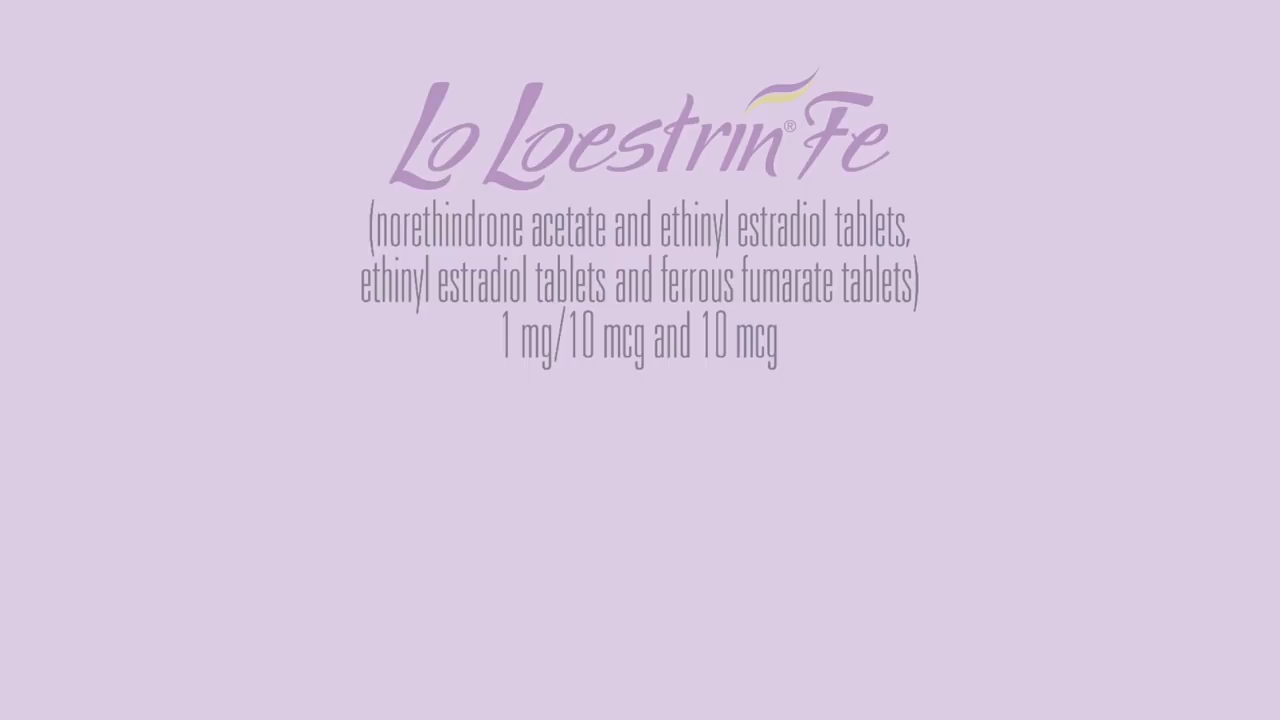 Lo Loestrin® Fe
(norethindrone acetate and ethinyl estradiol tablets,
ethinyl estradiol tablets and ferrous fumarate tablets)
1 mg/10 mcg and 10 mcg